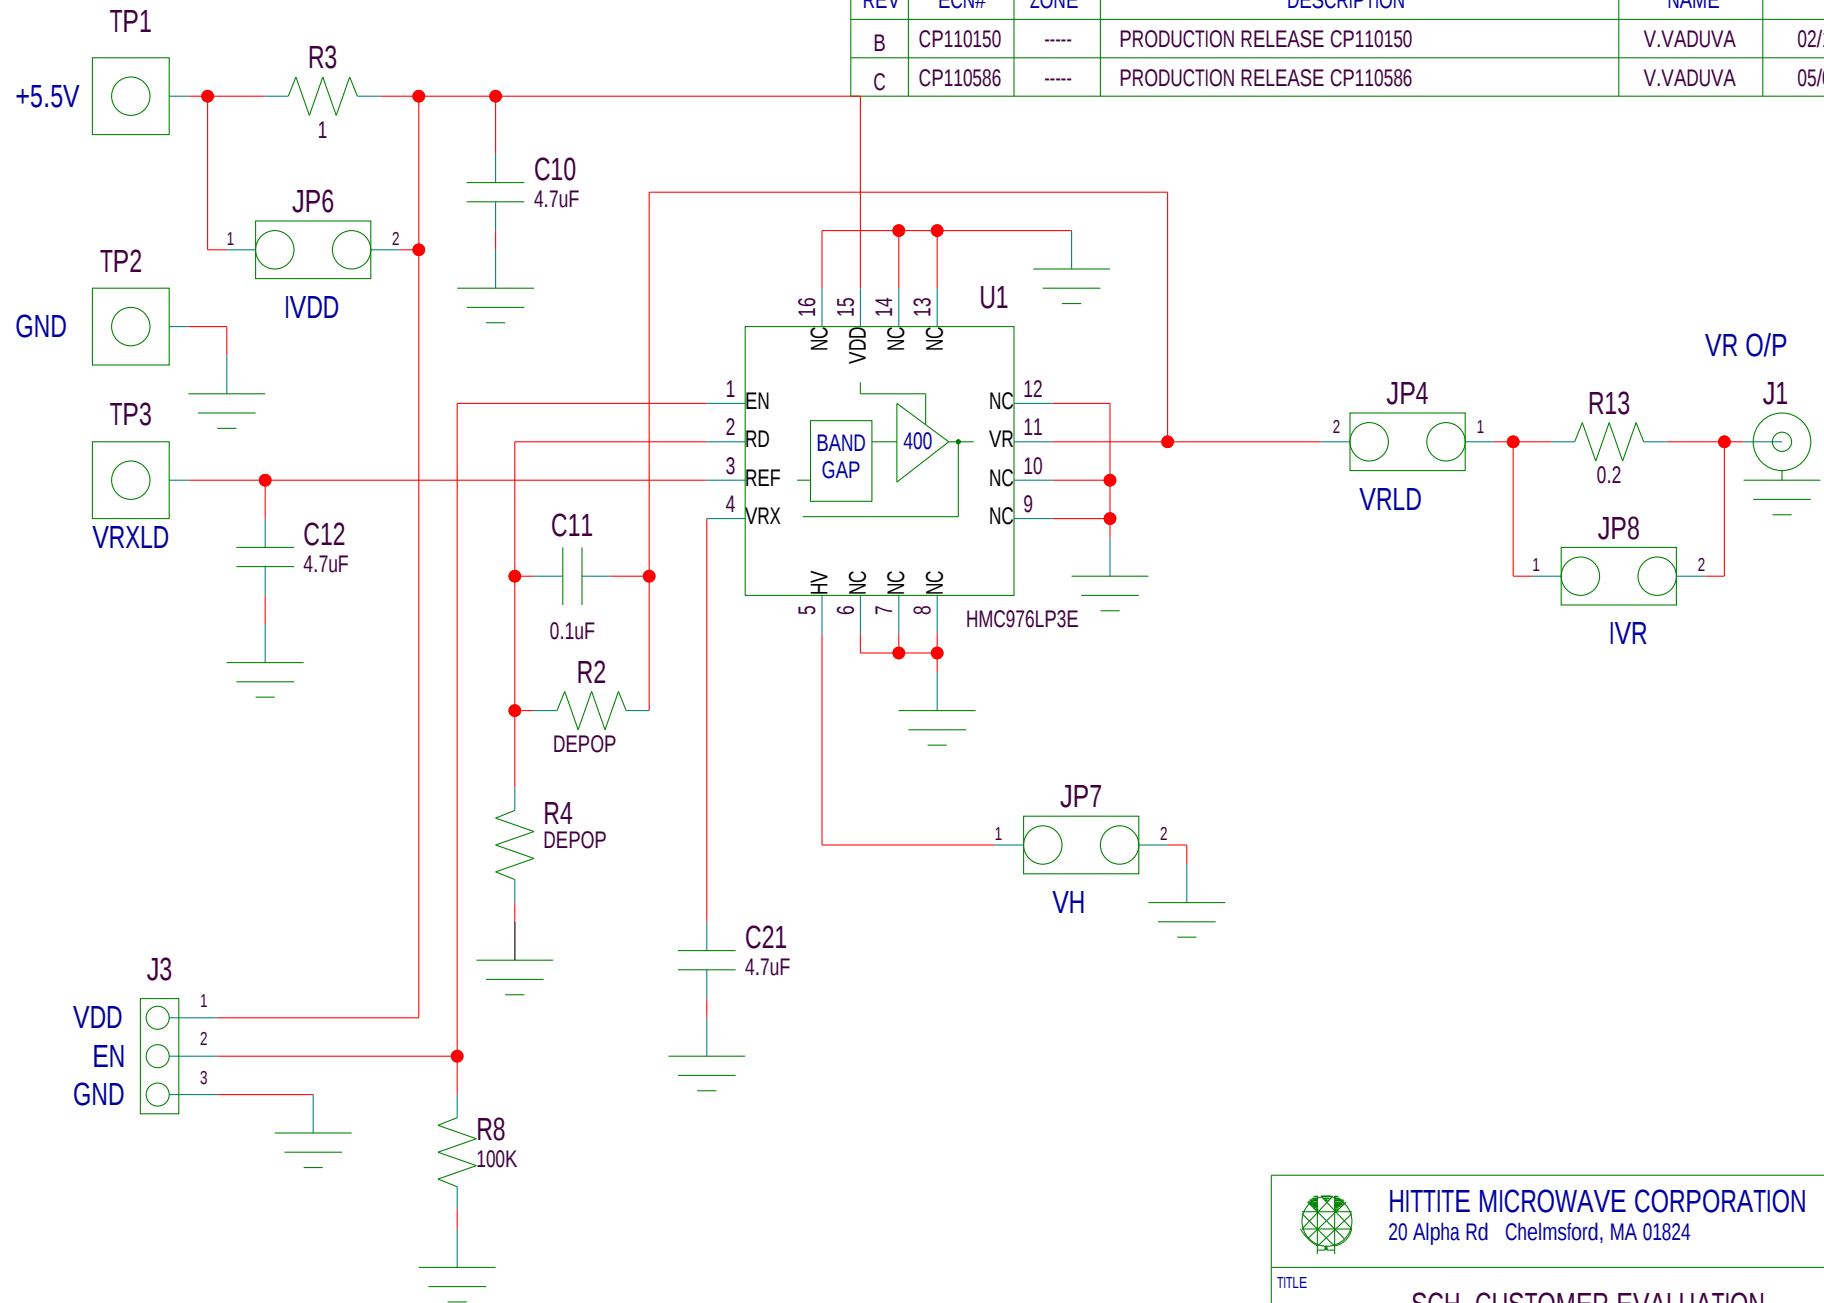 REV ECN# ZONE DESCRIPTION NAME
B CP110150 ----- PRODUCTION RELEASE CP110150 V.VADUVA 02/
C CP110586 ----- PRODUCTION RELEASE CP110586 V.VADUVA 05/
TP1
+5.5V
R3
1
JP6
1 2
IVDD
C10
4.7uF
TP2
GND
TP3
VRXLD
C12
4.7uF
U1
16 15 14 13
NC VDD NC NC
1 EN
2 RD
3 REF
4 VRX
BAND
GAP
400
NC 12
VR 11
NC 10
NC 9
HV NC NC NC
5 6 7 8
HMC976LP3E
C11
0.1uF
R2
DEPOP
R4
DEPOP
C21
4.7uF
JP7
1 2
VH
JP4
2 1
VRLD
R13
0.2
VR O/P
J1
JP8
1 2
IVR
J3
VDD 1
EN 2
GND 3
R8
100K
HITTITE MICROWAVE CORPORATION
20 Alpha Rd Chelmsford, MA 01824
TITLE
SCH, CUSTOMER EVALUATION